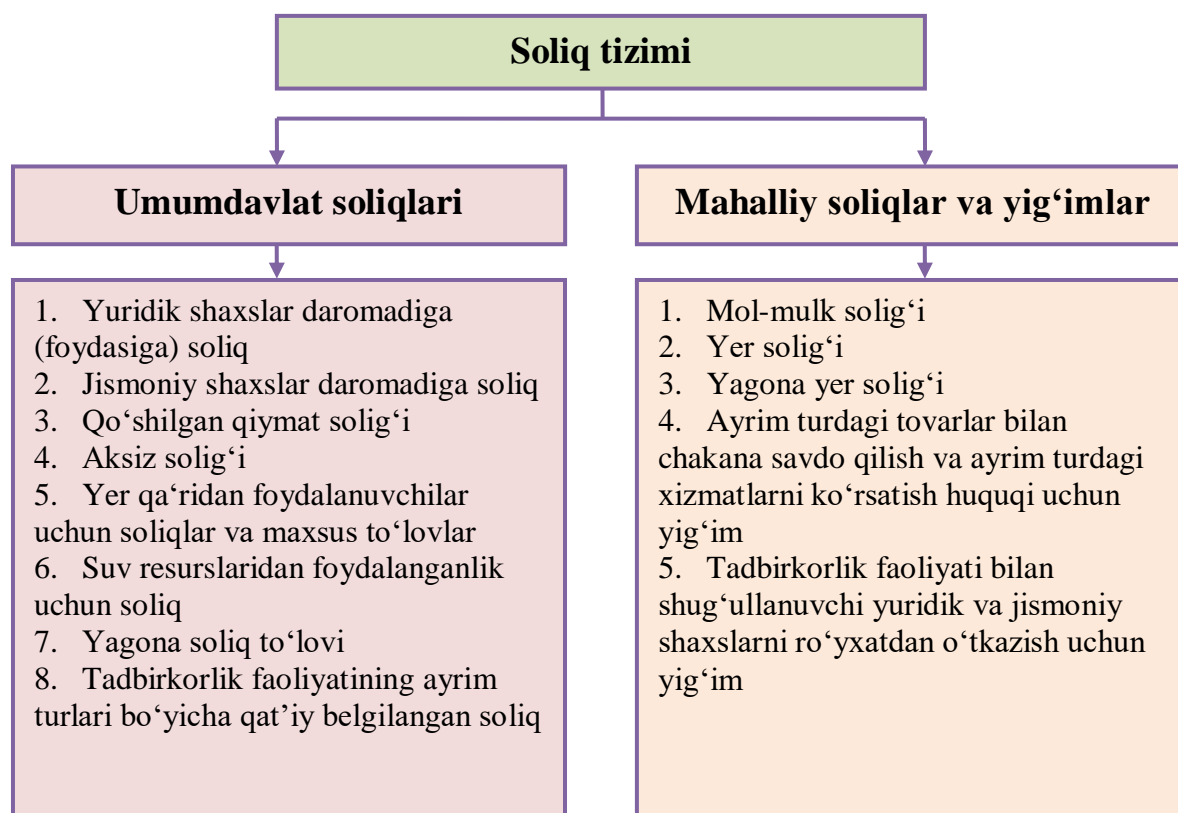 Soliq tizimi
Umumdavlat soliqlari
1. Yuridik shaxslar daromadiga
(foydasiga) soliq
2. Jismoniy shaxslar daromadiga soliq
3. Qo‘shilgan qiymat solig‘i
4. Aksiz solig‘i
5. Yer qa‘ridan foydalanuvchilar
uchun soliqlar va maxsus to‘lovlar
6. Suv resurslaridan foydalanganlik
uchun soliq
7. Yagona soliq to‘lovi
8. Tadbirkorlik faoliyatining ayrim
turlari bo‘yicha qat’iy belgilangan soliq
Mahalliy soliqlar va yig‘imlar
1. Mol-mulk solig‘i
2. Yer solig‘i
3. Yagona yer solig‘i
4. Ayrim turdagi tovarlar bilan
chakana savdo qilish va ayrim turdagi
xizmatlarni ko‘rsatish huquqi uchun
yig‘im
5. Tadbirkorlik faoliyati bilan
shug‘ullanuvchi yuridik va jismoniy
shaxslarni ro‘yxatdan o‘tkazish uchun
yig‘im